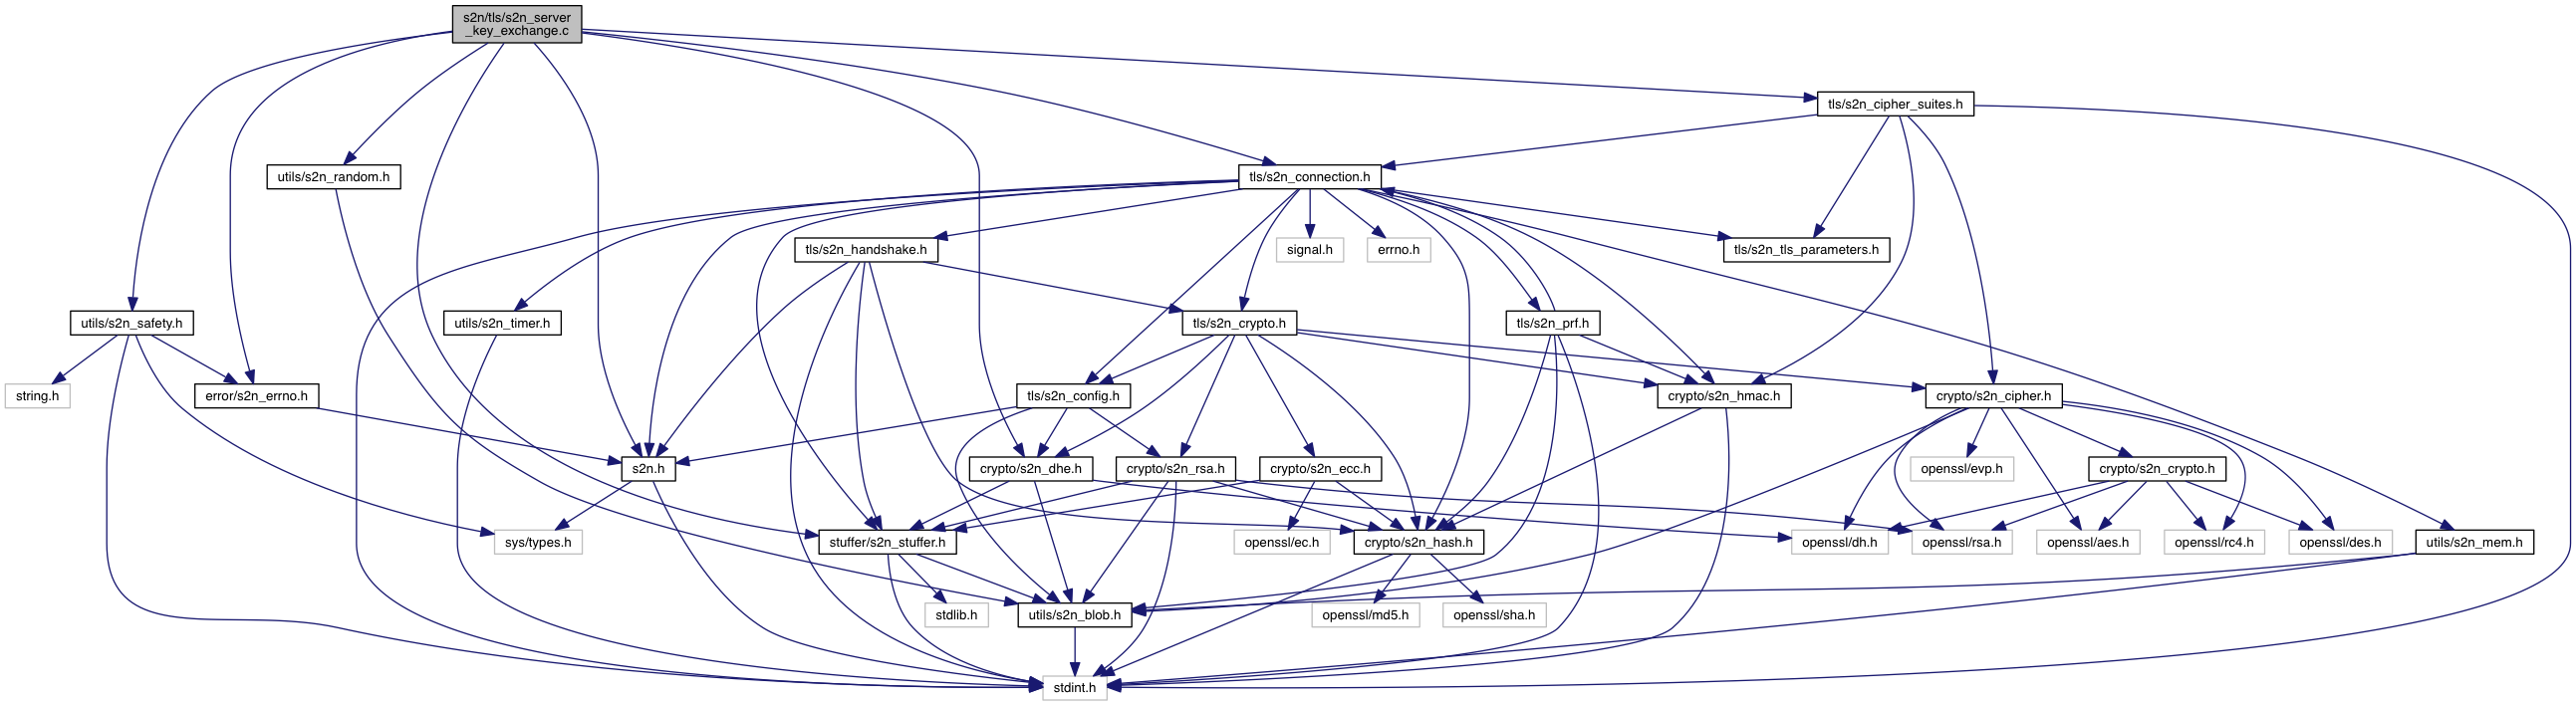 s2n/tls/s2n_server
_key_exchange.c
tls/s2n_cipher_suites.h
utils/s2n_random.h
tls/s2n_connection.h
tls/s2n_handshake.h
signal.h
errno.h
tls/s2n_tls_parameters.h
utils/s2n_safety.h
utils/s2n_timer.h
tls/s2n_crypto.h
tls/s2n_prf.h
string.h
error/s2n_errno.h
tls/s2n_config.h
crypto/s2n_hmac.h
crypto/s2n_cipher.h
s2n.h
crypto/s2n_dhe.h
crypto/s2n_rsa.h
crypto/s2n_ecc.h
openssl/evp.h
crypto/s2n_crypto.h
sys/types.h
stuffer/s2n_stuffer.h
openssl/ec.h
crypto/s2n_hash.h
openssl/dh.h
openssl/rsa.h
openssl/aes.h
openssl/rc4.h
openssl/des.h
utils/s2n_mem.h
stdlib.h
utils/s2n_blob.h
openssl/md5.h
openssl/sha.h
stdint.h